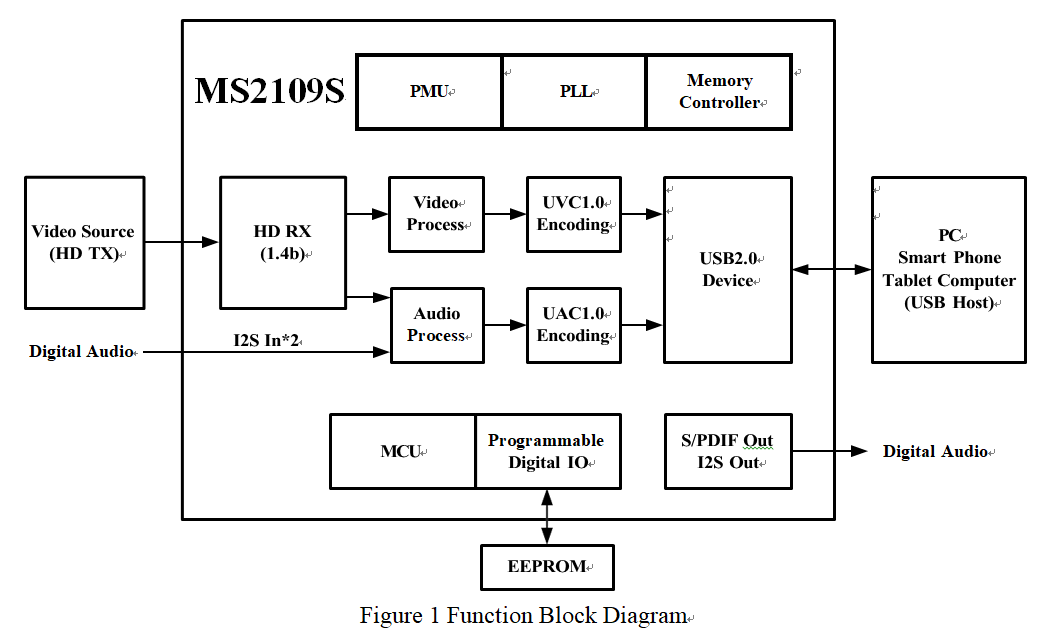 MS2109S
PMU
PLL
Memory
Controller
Video Source
(HD TX)
HD RX
(1.4b)
Video
Process
UVC1.0
Encoding
USB2.0
Device
PC
Smart Phone
Tablet Computer
(USB Host)
Audio
Process
UAC1.0
Encoding
Digital Audio
I2S In*2
MCU
Programmable
Digital IO
S/PDIF Out
I2S Out
Digital Audio
EEPROM
Figure 1 Function Block Diagram